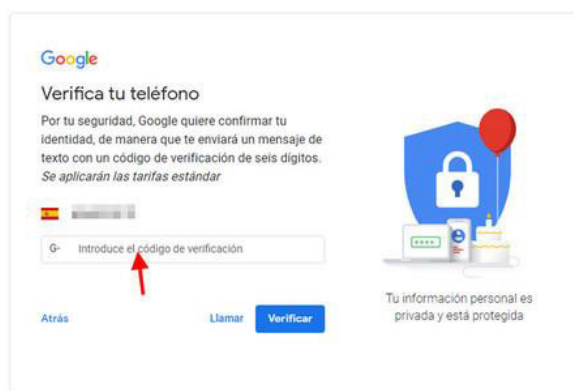 Google
Verifica tu teléfono
Por tu seguridad, Google quiere confirmar tu
identidad, de manera que te enviará un mensaje de
texto con un código de verificación de seis dígitos.
Se aplicarán las tarifas estándar
G- Introduce el código de verificación
Atrás Llamar Verificar
Tu información personal es
privada y está protegida